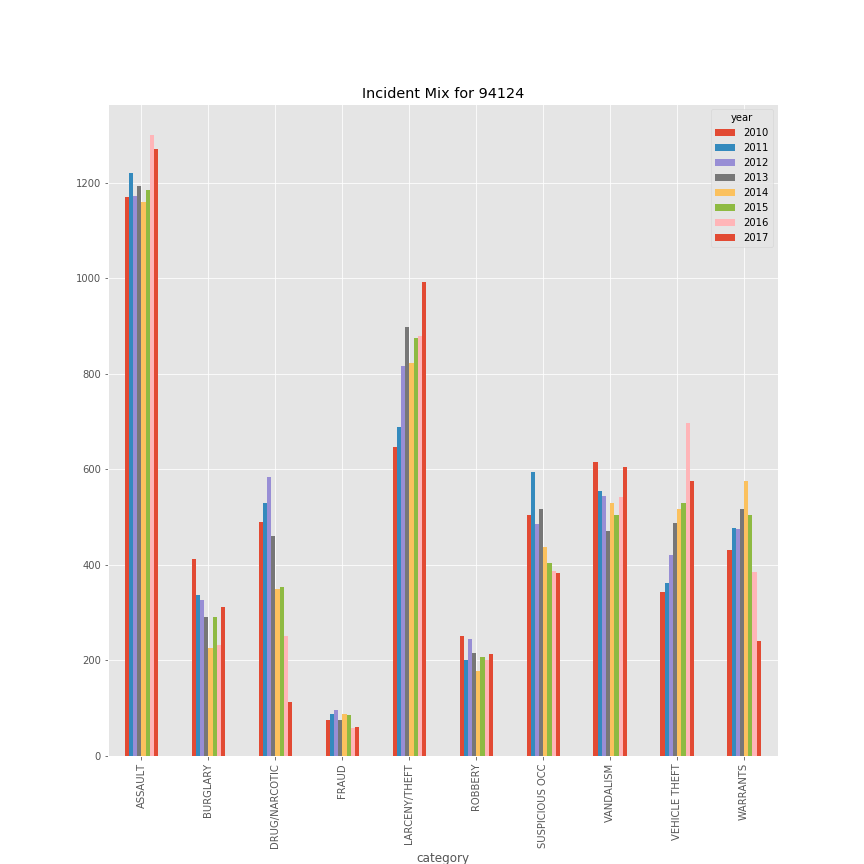 Incident Mix for 94124
year
2010
2011
2012
2013
2014
2015
2016
2017
1200
1000
800
600
400
200
0
ASSAULT
BURGLARY
DRUG/NARCOTIC
FRAUD
LARCENY/THEFT
ROBBERY
SUSPICIOUS OCC
VANDALISM
VEHICLE THEFT
WARRANTS
category